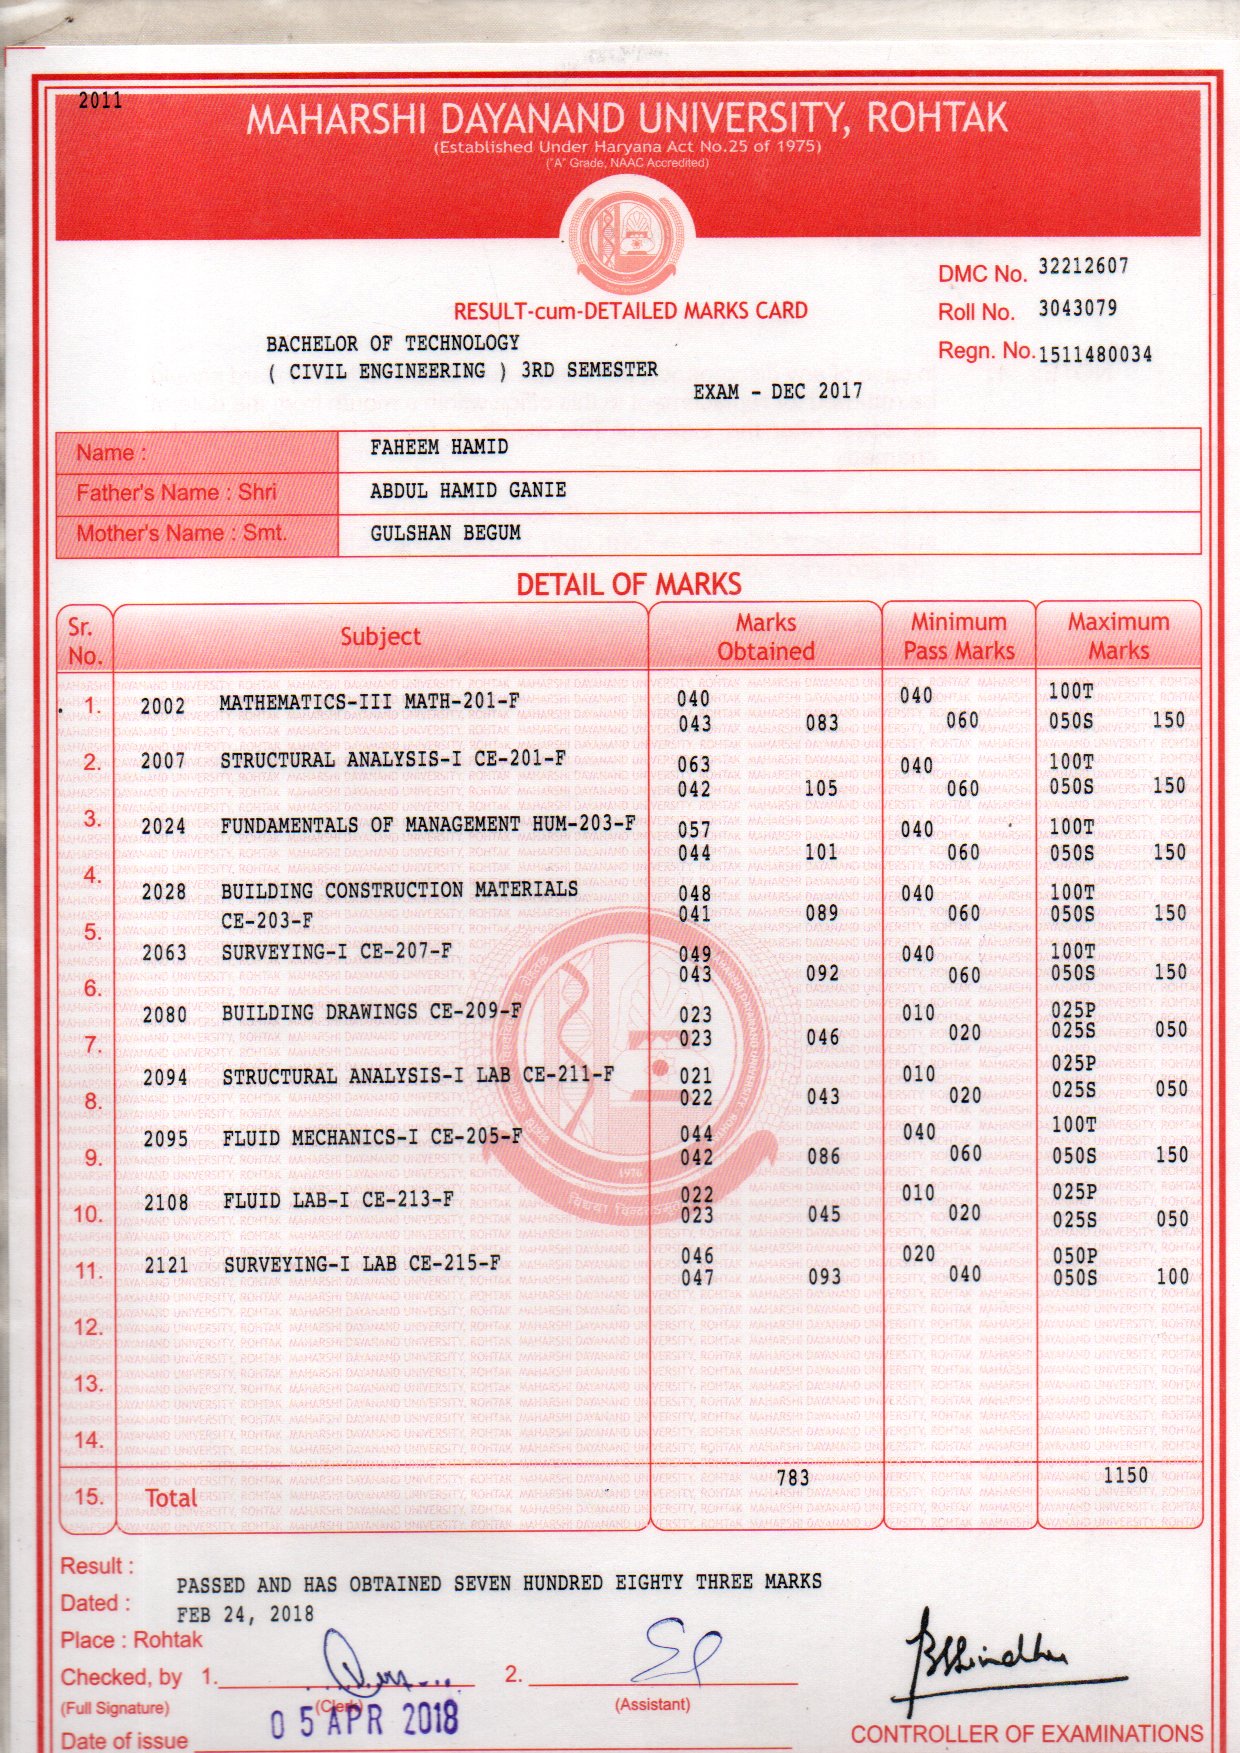 2011
MAHARSHI DAYANAND UNIVERSITY, ROHTAK
(Established Under Haryana Act No.25 of 1975)
("A" Grade, NAAC Accredited)
DMC No. 32212607
RESULT-cum-DETAILED MARKS CARD
Roll No. 3043079
BACHELOR OF TECHNOLOGY
Regn. No. 1511480034
( CIVIL ENGINEERING ) 3RD SEMESTER
EXAM - DEC 2017
Name : FAHEEM HAMID
Father's Name : Shri ABDUL HAMID GANIE
Mother's Name : Smt. GULSHAN BEGUM
DETAIL OF MARKS
Sr. No. Subject Marks Obtained Minimum Pass Marks Maximum Marks
1. 2002 MATHEMATICS-III MATH-201-F 040 040 100T
043 083 060 050S 150
2. 2007 STRUCTURAL ANALYSIS-I CE-201-F 063 040 100T
042 105 060 050S 150
3. 2024 FUNDAMENTALS OF MANAGEMENT HUM-203-F 057 040 100T
044 101 060 050S 150
4. 2028 BUILDING CONSTRUCTION MATERIALS 048 040 100T
CE-203-F 041 089 060 050S 150
5. 2063 SURVEYING-I CE-207-F 049 040 100T
043 092 060 050S 150
6. 2080 BUILDING DRAWINGS CE-209-F 023 010 025P
023 046 020 025S 050
7. 2094 STRUCTURAL ANALYSIS-I LAB CE-211-F 021 010 025P
022 043 020 025S 050
8. 2095 FLUID MECHANICS-I CE-205-F 044 040 100T
042 086 060 050S 150
9. 2108 FLUID LAB-I CE-213-F 022 010 025P
023 045 020 025S 050
10. 2121 SURVEYING-I LAB CE-215-F 046 020 050P
047 093 040 050S 100
11.
12.
13.
14.
15. Total 783 1150
Result : PASSED AND HAS OBTAINED SEVEN HUNDRED EIGHTY THREE MARKS
Dated : FEB 24, 2018
Place : Rohtak
Checked, by 1. 2.
(Full Signature) (Clerk) (Assistant)
05 APR 2018
Date of issue
CONTROLLER OF EXAMINATIONS